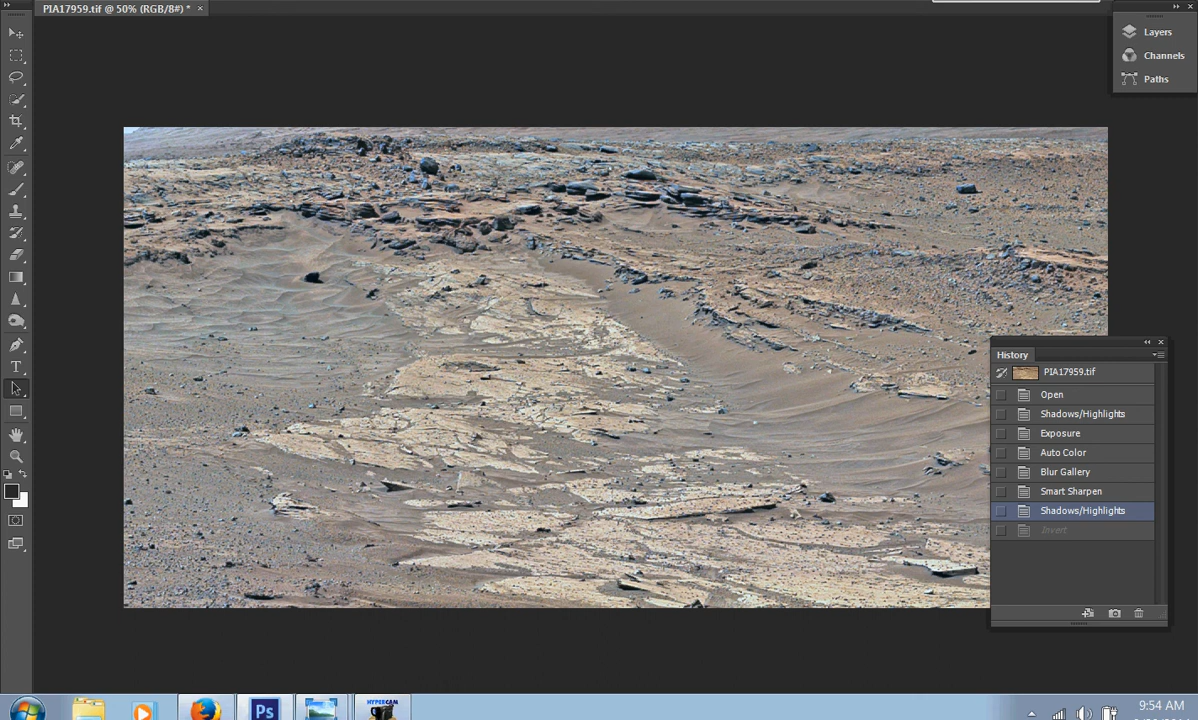 PIA17959.tif @ 50% (RGB/8#) *
Layers
Channels
Paths
History
PIA17959.tif
Open
Shadows/Highlights
Exposure
Auto Color
Blur Gallery
Smart Sharpen
Shadows/Highlights
Invert
T
Ps
HYPERCAM
9:54 AM